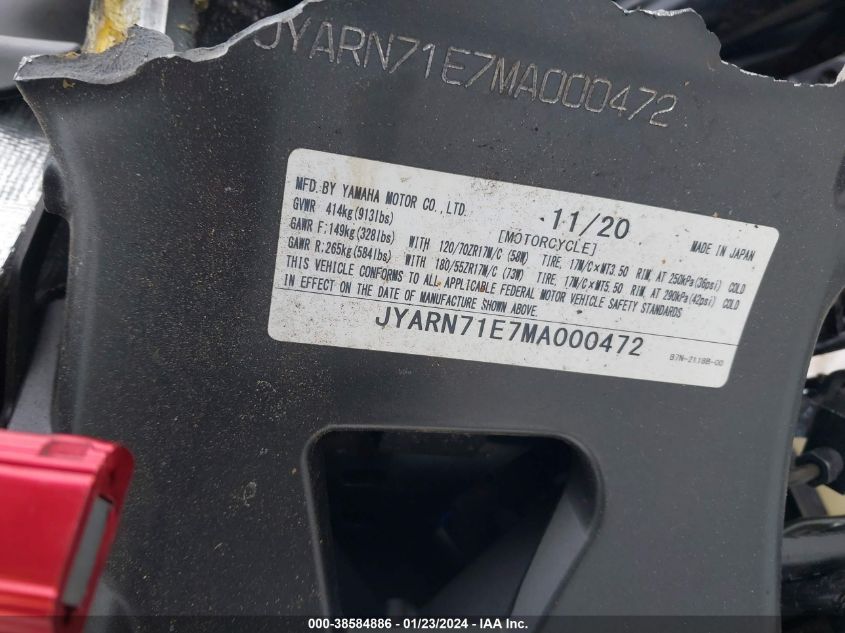 JYARN71E7MA000472
MFD. BY YAMAHA MOTOR CO.,LTD. 11/20 MADE IN JAPAN
GVWR 414kg(913lbs) [MOTORCYCLE]
GAWR F:149kg(328lbs) WITH 120/70ZR17M/C (58W) TIRE, 17M/C×MT3.50 RIM, AT 250kPa(36psi) COLD
GAWR R:265kg(584lbs) WITH 180/55ZR17M/C (73W) TIRE, 17M/C×MT5.50 RIM, AT 290kPa(42psi) COLD
THIS VEHICLE CONFORMS TO ALL APPLICABLE FEDERAL MOTOR VEHICLE SAFETY STANDARDS
IN EFFECT ON THE DATE OF MANUFACTURE SHOWN ABOVE.
JYARN71E7MA000472
B7N-2118B-00
000-38584886 - 01/23/2024 - IAA Inc.